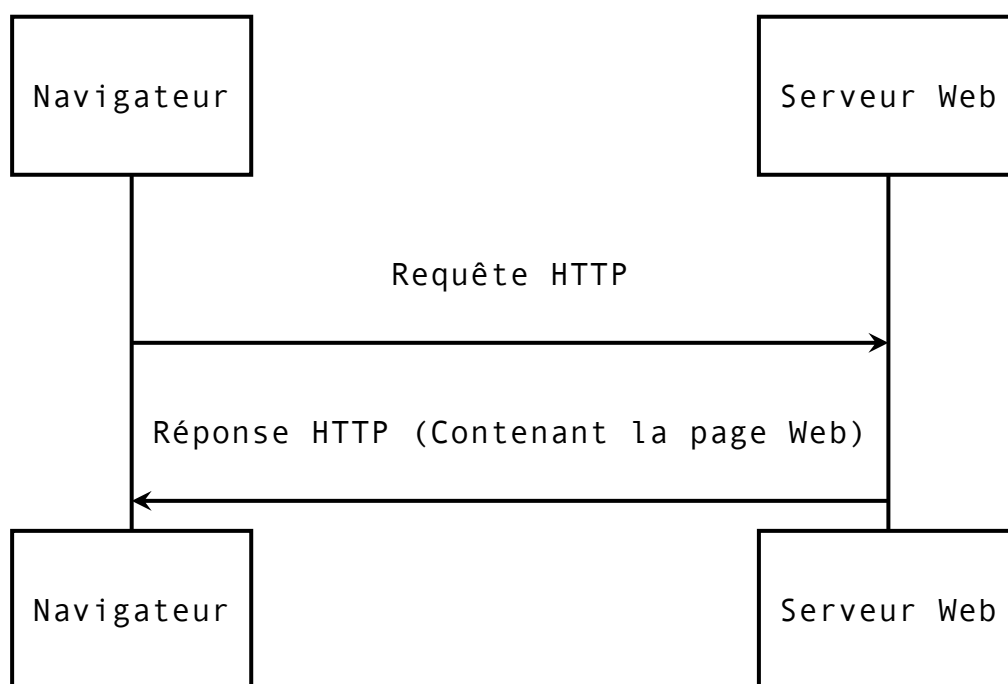 Navigateur
Serveur Web
Requête HTTP
Réponse HTTP (Contenant la page Web)
Navigateur
Serveur Web